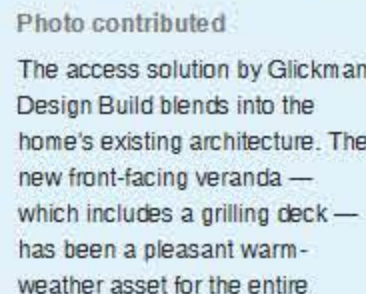 Photo contributed
The access solution by Glickman
Design Build blends into the
home's existing architecture. The
new front-facing veranda —
which includes a grilling deck —
has been a pleasant warm-
weather asset for the entire